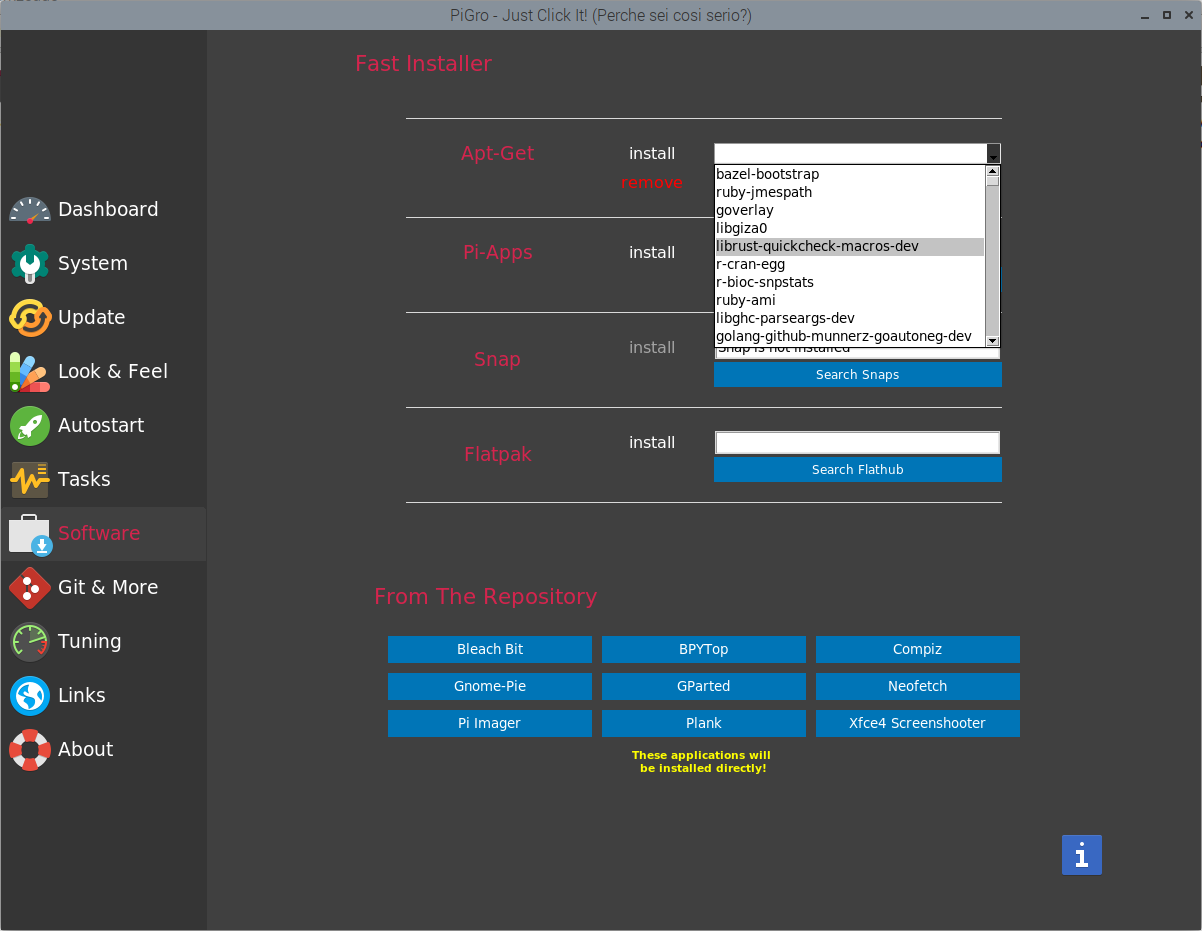 PiGro - Just Click It! (Perche sei cosi serio?)
Dashboard
System
Update
Look & Feel
Autostart
Tasks
Software
Git & More
Tuning
Links
About
Fast Installer
Apt-Get
install
remove
bazel-bootstrap
ruby-jmespath
goverlay
libgiza0
librust-quickcheck-macros-dev
r-cran-egg
r-bioc-snpstats
ruby-ami
libghc-parseargs-dev
golang-github-munnerz-goautoneg-dev
Pi-Apps
install
Snap
install
Snap is not installed
Search Snaps
Flatpak
install
Search Flathub
From The Repository
Bleach Bit
BPYTop
Compiz
Gnome-Pie
GParted
Neofetch
Pi Imager
Plank
Xfce4 Screenshooter
These applications will
be installed directly!
i